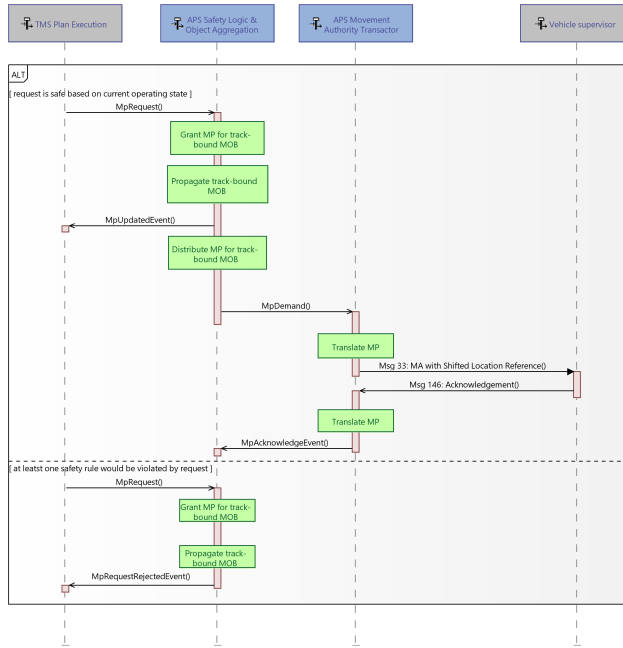 TMS Plan Execution
APS Safety Logic &
Object Aggregation
APS Movement
Authority Transactor
Vehicle supervisor
ALT
[ request is safe based on current operating state ]
MpRequest()
Grant MP for track-
bound MOB
Propagate track-bound
MOB
MpUpdatedEvent()
Distribute MP for track-
bound MOB
MpDemand()
Translate MP
Msg 33: MA with Shifted Location Reference()
Msg 146: Acknowledgement()
Translate MP
MpAcknowledgeEvent()
[ at leatst one safety rule would be violated by request ]
MpRequest()
Grant MP for track-
bound MOB
Propagate track-
bound MOB
MpRequestRejectedEvent()